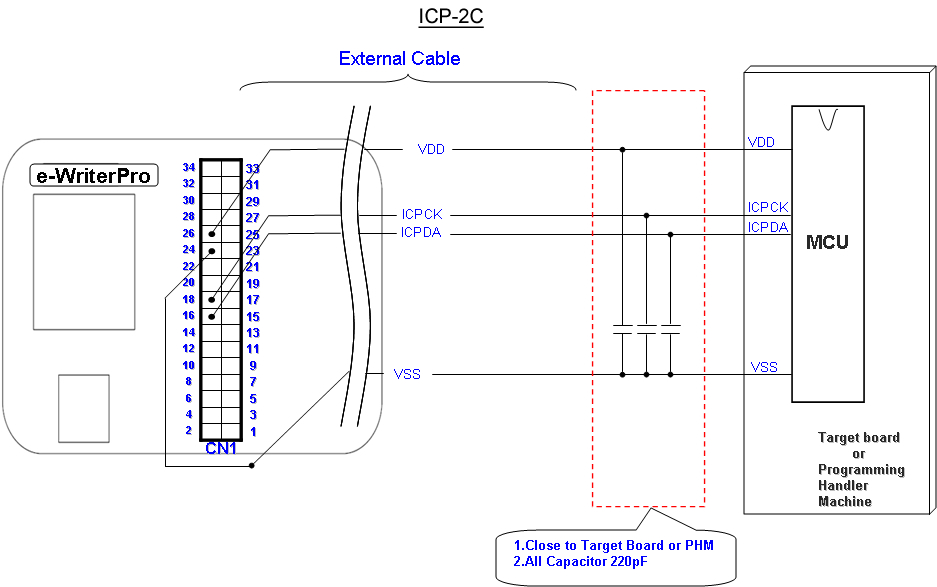 ICP-2C
External Cable
e-WriterPro
34 33
32 31
30 29
28 27
26 25
24 23
22 21
20 19
18 17
16 15
14 13
12 11
10 9
8 7
6 5
4 3
2 1
CN1
VDD
ICPCK
ICPDA
VSS
VDD
ICPCK
ICPDA
VSS
MCU
Target board
or
Programming
Handler
Machine
1.Close to Target Board or PHM
2.All Capacitor 220pF